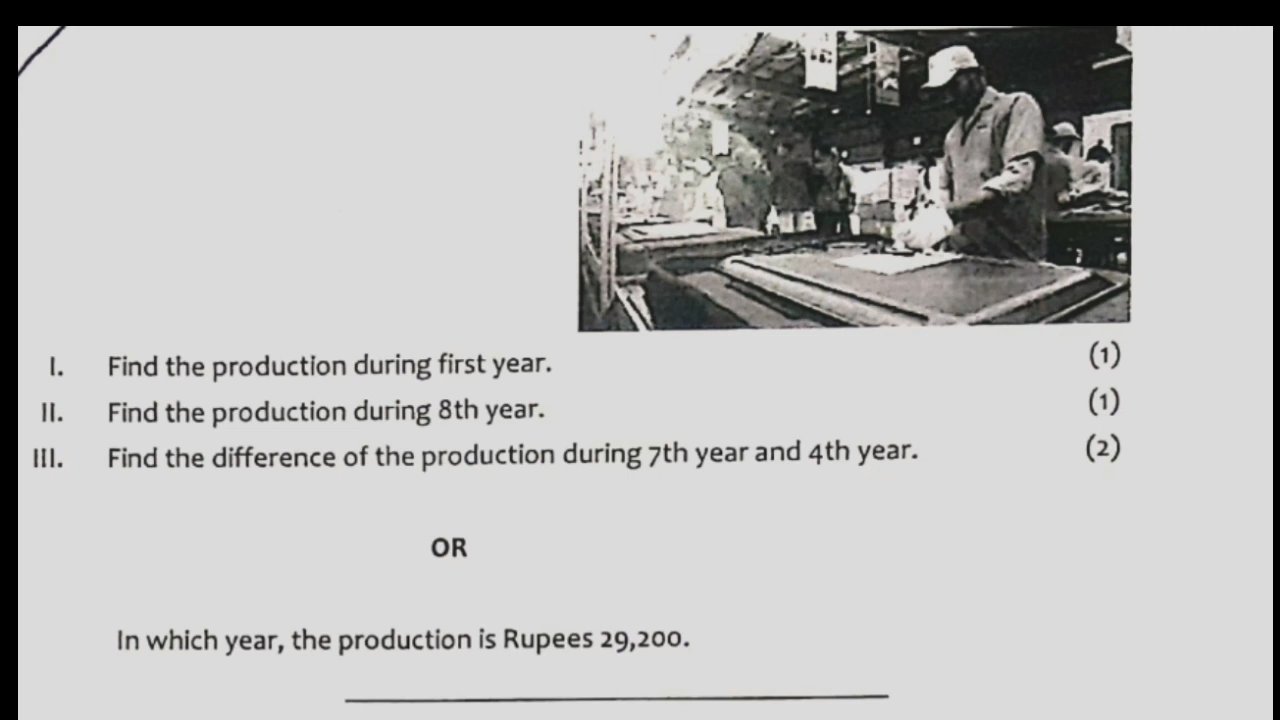 I. Find the production during first year. (1)
II. Find the production during 8th year. (1)
III. Find the difference of the production during 7th year and 4th year. (2)
OR
In which year, the production is Rupees 29,200.